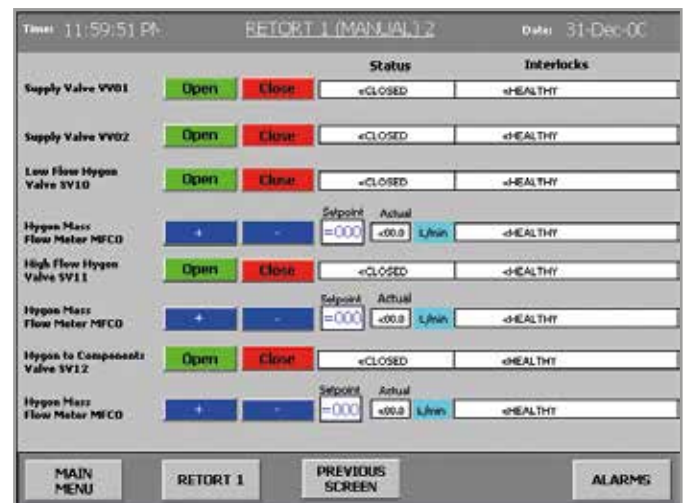 Time: 11:59:51 PM RETORT 1 (MANUAL) 2 Date: 31-Dec-00
Status Interlocks
Supply Valve VV01 Open Close «CLOSED «HEALTHY
Supply Valve VV02 Open Close «CLOSED «HEALTHY
Low Flow Hygon
Valve SV10 Open Close «CLOSED «HEALTHY
Setpoint Actual
Hygon Mass
Flow Meter MFC0 + - =000 «00.0 L/min «HEALTHY
High Flow Hygon
Valve SV11 Open Close «CLOSED «HEALTHY
Setpoint Actual
Hygon Mass
Flow Meter MFC0 + - =000 «00.0 L/min «HEALTHY
Hygon to Components
Valve SV12 Open Close «CLOSED «HEALTHY
Setpoint Actual
Hygon Mass
Flow Meter MFC0 + - =000 «00.0 L/min «HEALTHY
MAIN
MENU RETORT 1 PREVIOUS
SCREEN ALARMS